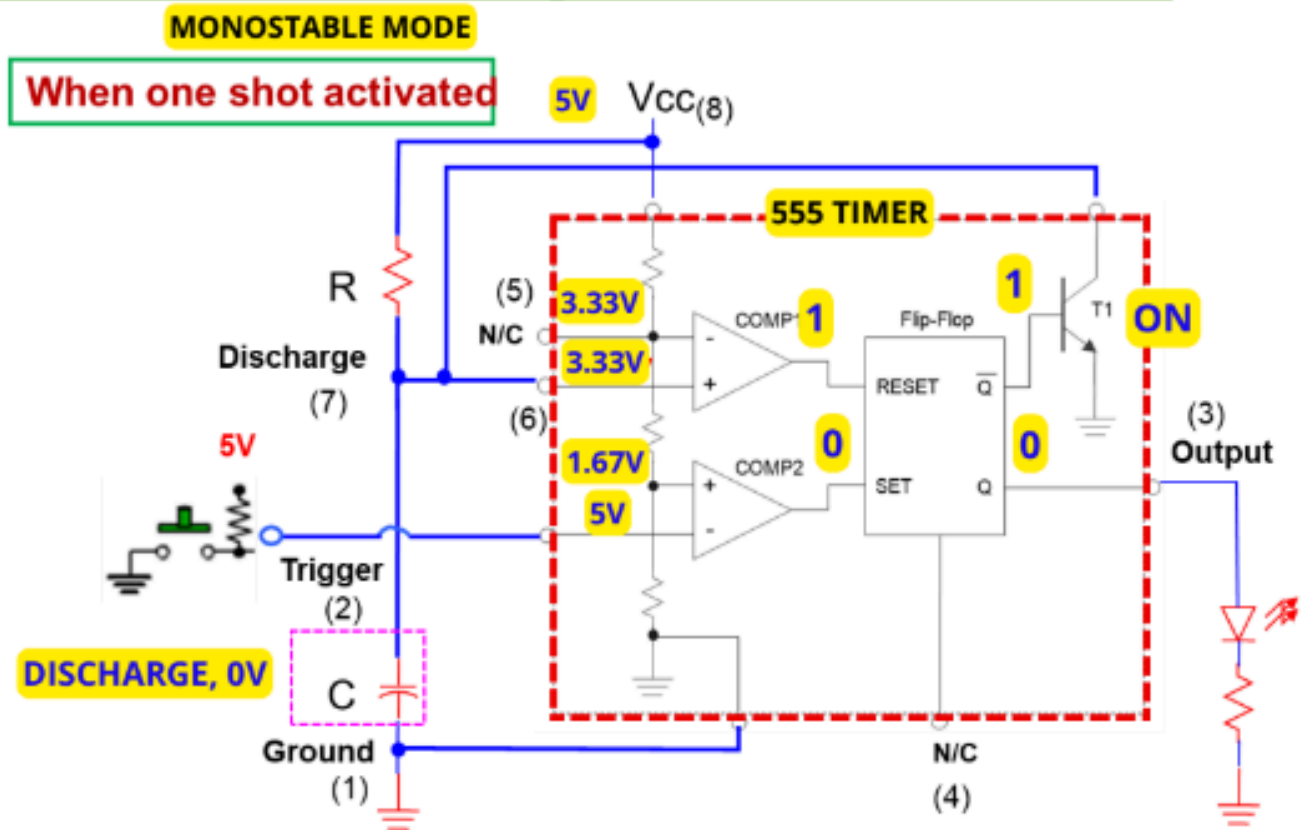 MONOSTABLE MODE
When one shot activated
5V
Vcc(8)
555 TIMER
R
(5)
N/C
3.33V
COMP1
1
Flip-Flop
1
T1
ON
Discharge
(7)
3.33V
-
+
(6)
RESET
Q
5V
1.67V
COMP2
0
0
(3)
Output
+
-
SET
Q
5V
Trigger
(2)
DISCHARGE, 0V
C
Ground
(1)
N/C
(4)